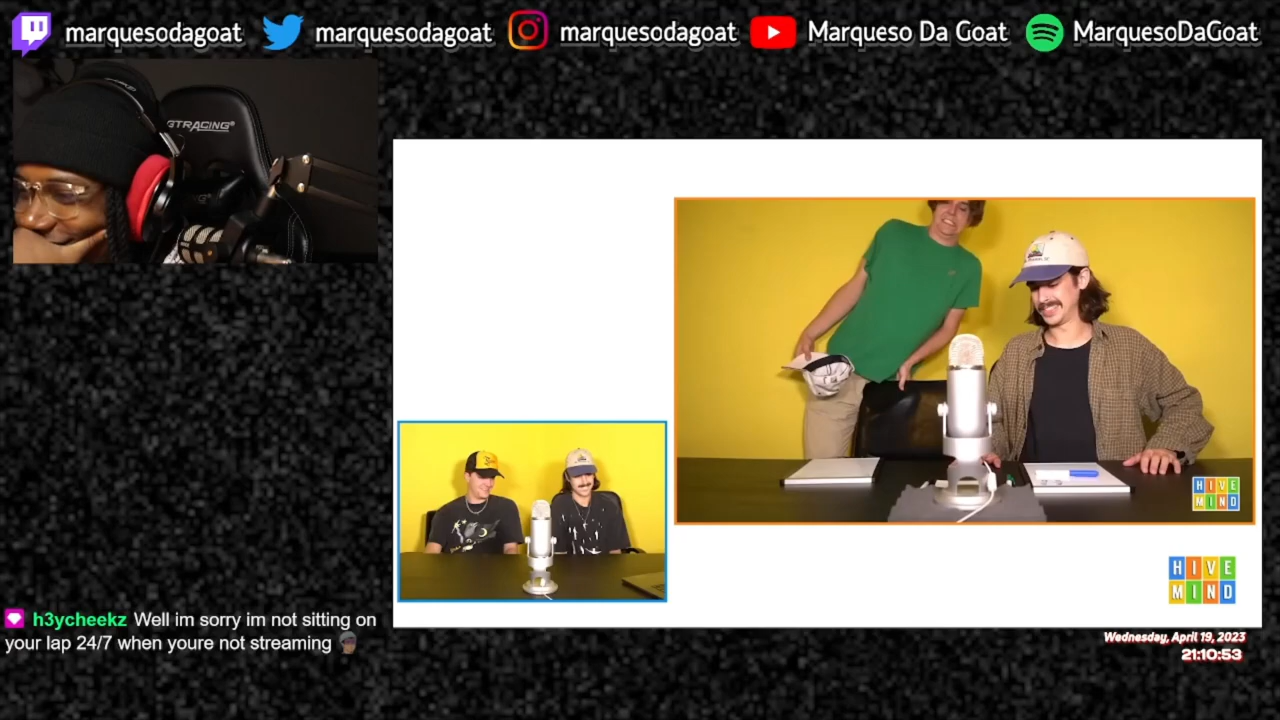 marquesodagoat marquesodagoat marquesodagoat Marqueso Da Goat MarquesoDaGoat
GTRACING
HIVE
MIND
HIVE
MIND
h3ycheekz Well im sorry im not sitting on
your lap 24/7 when youre not streaming
Wednesday, April 19, 2023
21:10:53